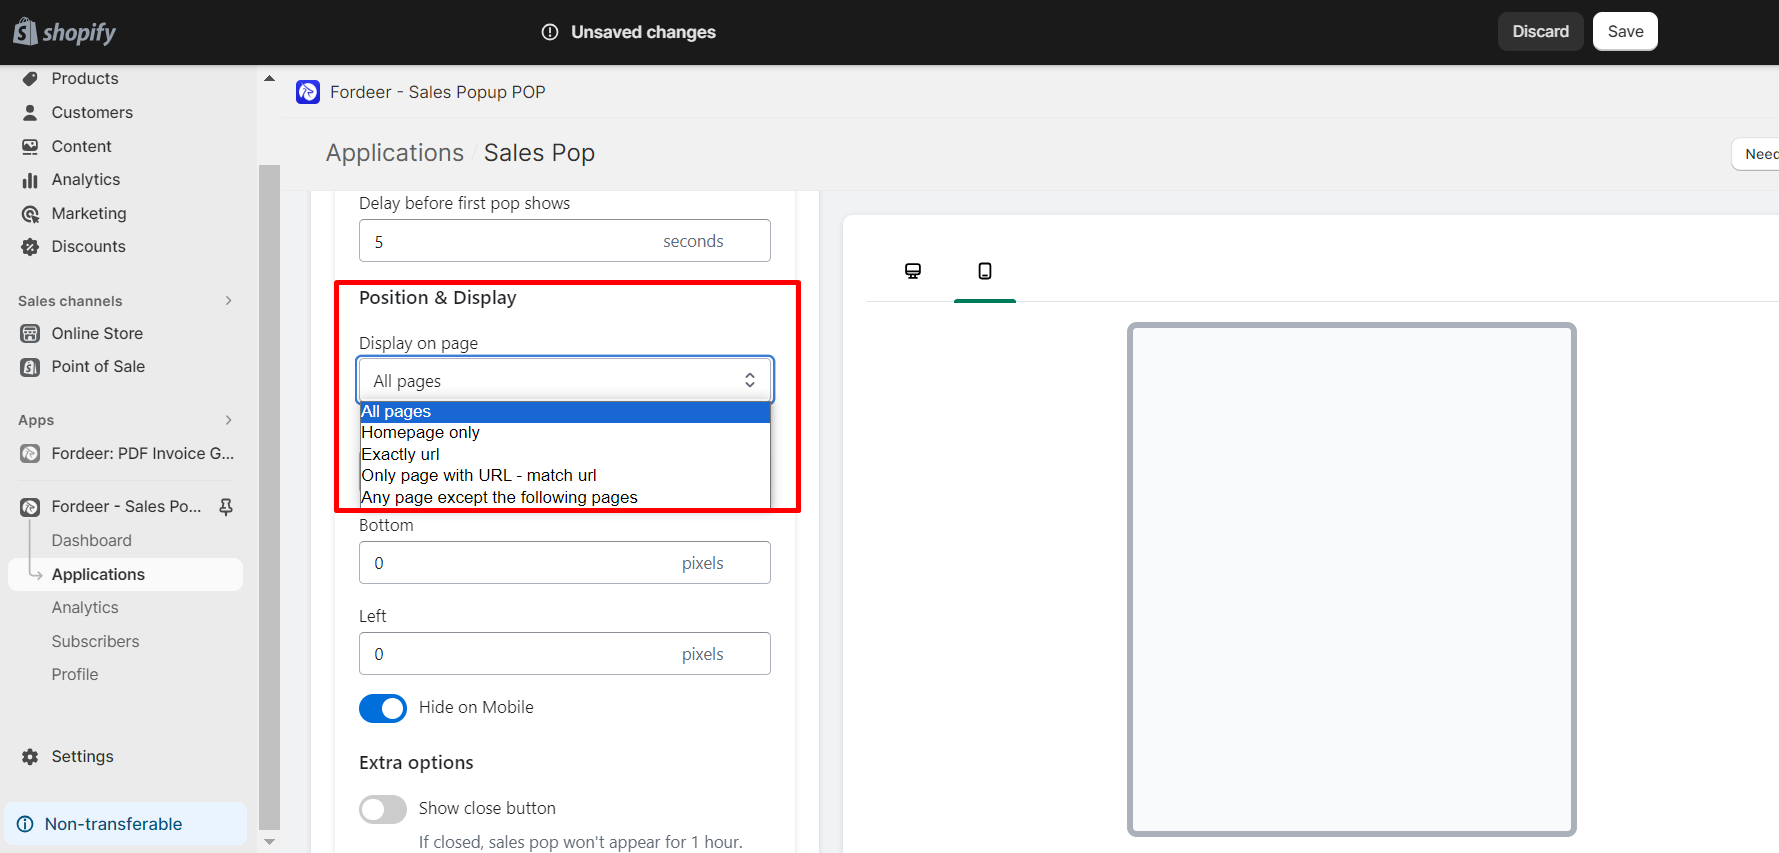 shopify
Unsaved changes
Discard
Save
Products
Customers
Content
Analytics
Marketing
Discounts
Sales channels
Online Store
Point of Sale
Apps
Fordeer: PDF Invoice G...
Fordeer - Sales Po...
Dashboard
Applications
Analytics
Subscribers
Profile
Settings
Non-transferable
Fordeer - Sales Popup POP
Applications / Sales Pop
Need
Delay before first pop shows
5 seconds
Position & Display
Display on page
All pages
All pages
Homepage only
Exactly url
Only page with URL - match url
Any page except the following pages
Bottom
0 pixels
Left
0 pixels
Hide on Mobile
Extra options
Show close button
If closed, sales pop won't appear for 1 hour.